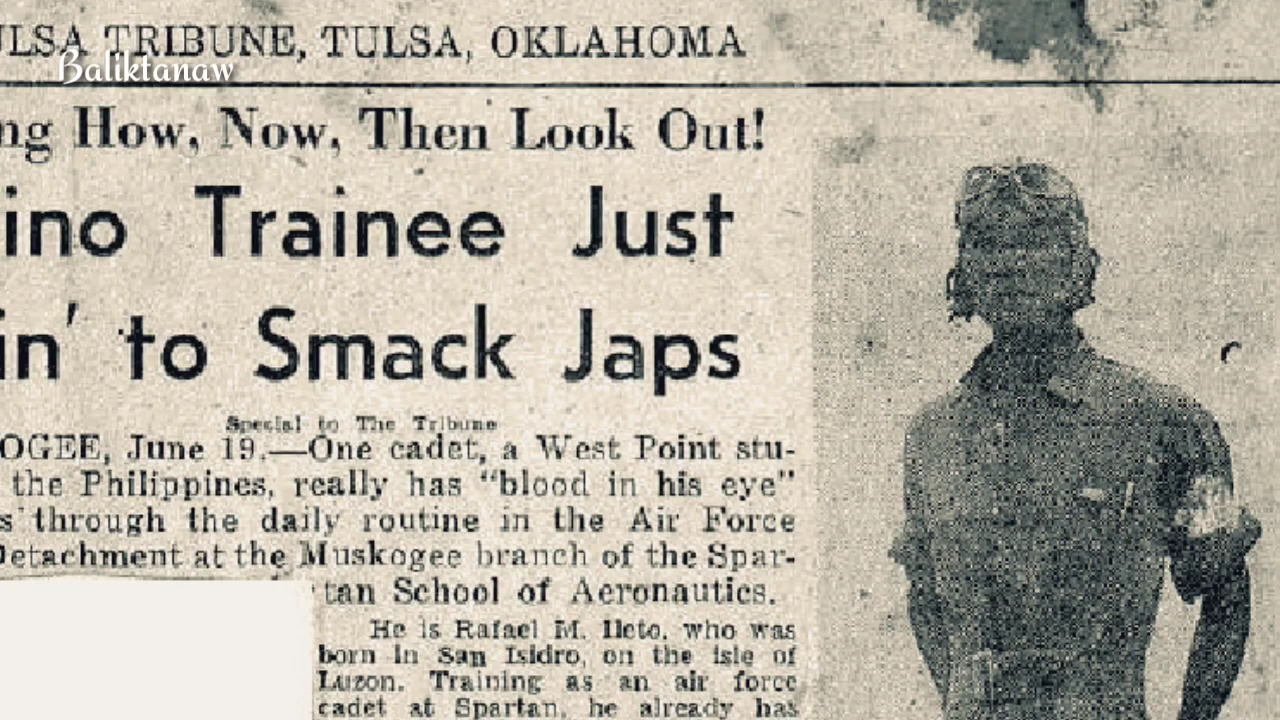 ULSA TRIBUNE, TULSA, OKLAHOMA
Baliktanaw
ng How, Now, Then Look Out!
ino Trainee Just
in' to Smack Japs
Special to The Tribune
OGEE, June 19.—One cadet, a West Point stu-
the Philippines, really has "blood in his eye"
s through the daily routine in the Air Force
Detachment at the Muskogee branch of the Spar-
tan School of Aeronautics.
He is Rafael M. Ileto, who was
born in San Isidro, on the isle of
Luzon. Training as an air force
cadet at Spartan, he already has